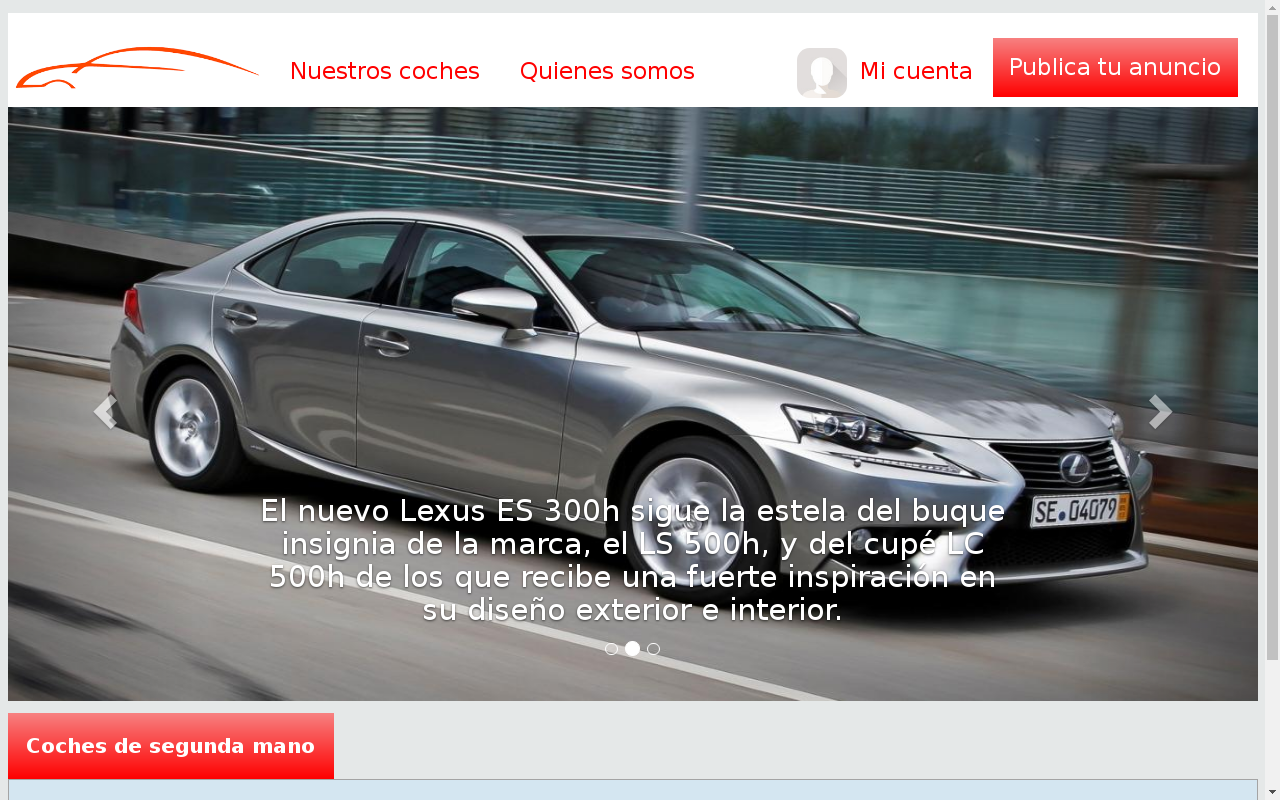 Nuestros coches
Quienes somos
Mi cuenta
Publica tu anuncio
SE 04079
El nuevo Lexus ES 300h sigue la estela del buque
insignia de la marca, el LS 500h, y del cupé LC
500h de los que recibe una fuerte inspiración en
su diseño exterior e interior.
Coches de segunda mano